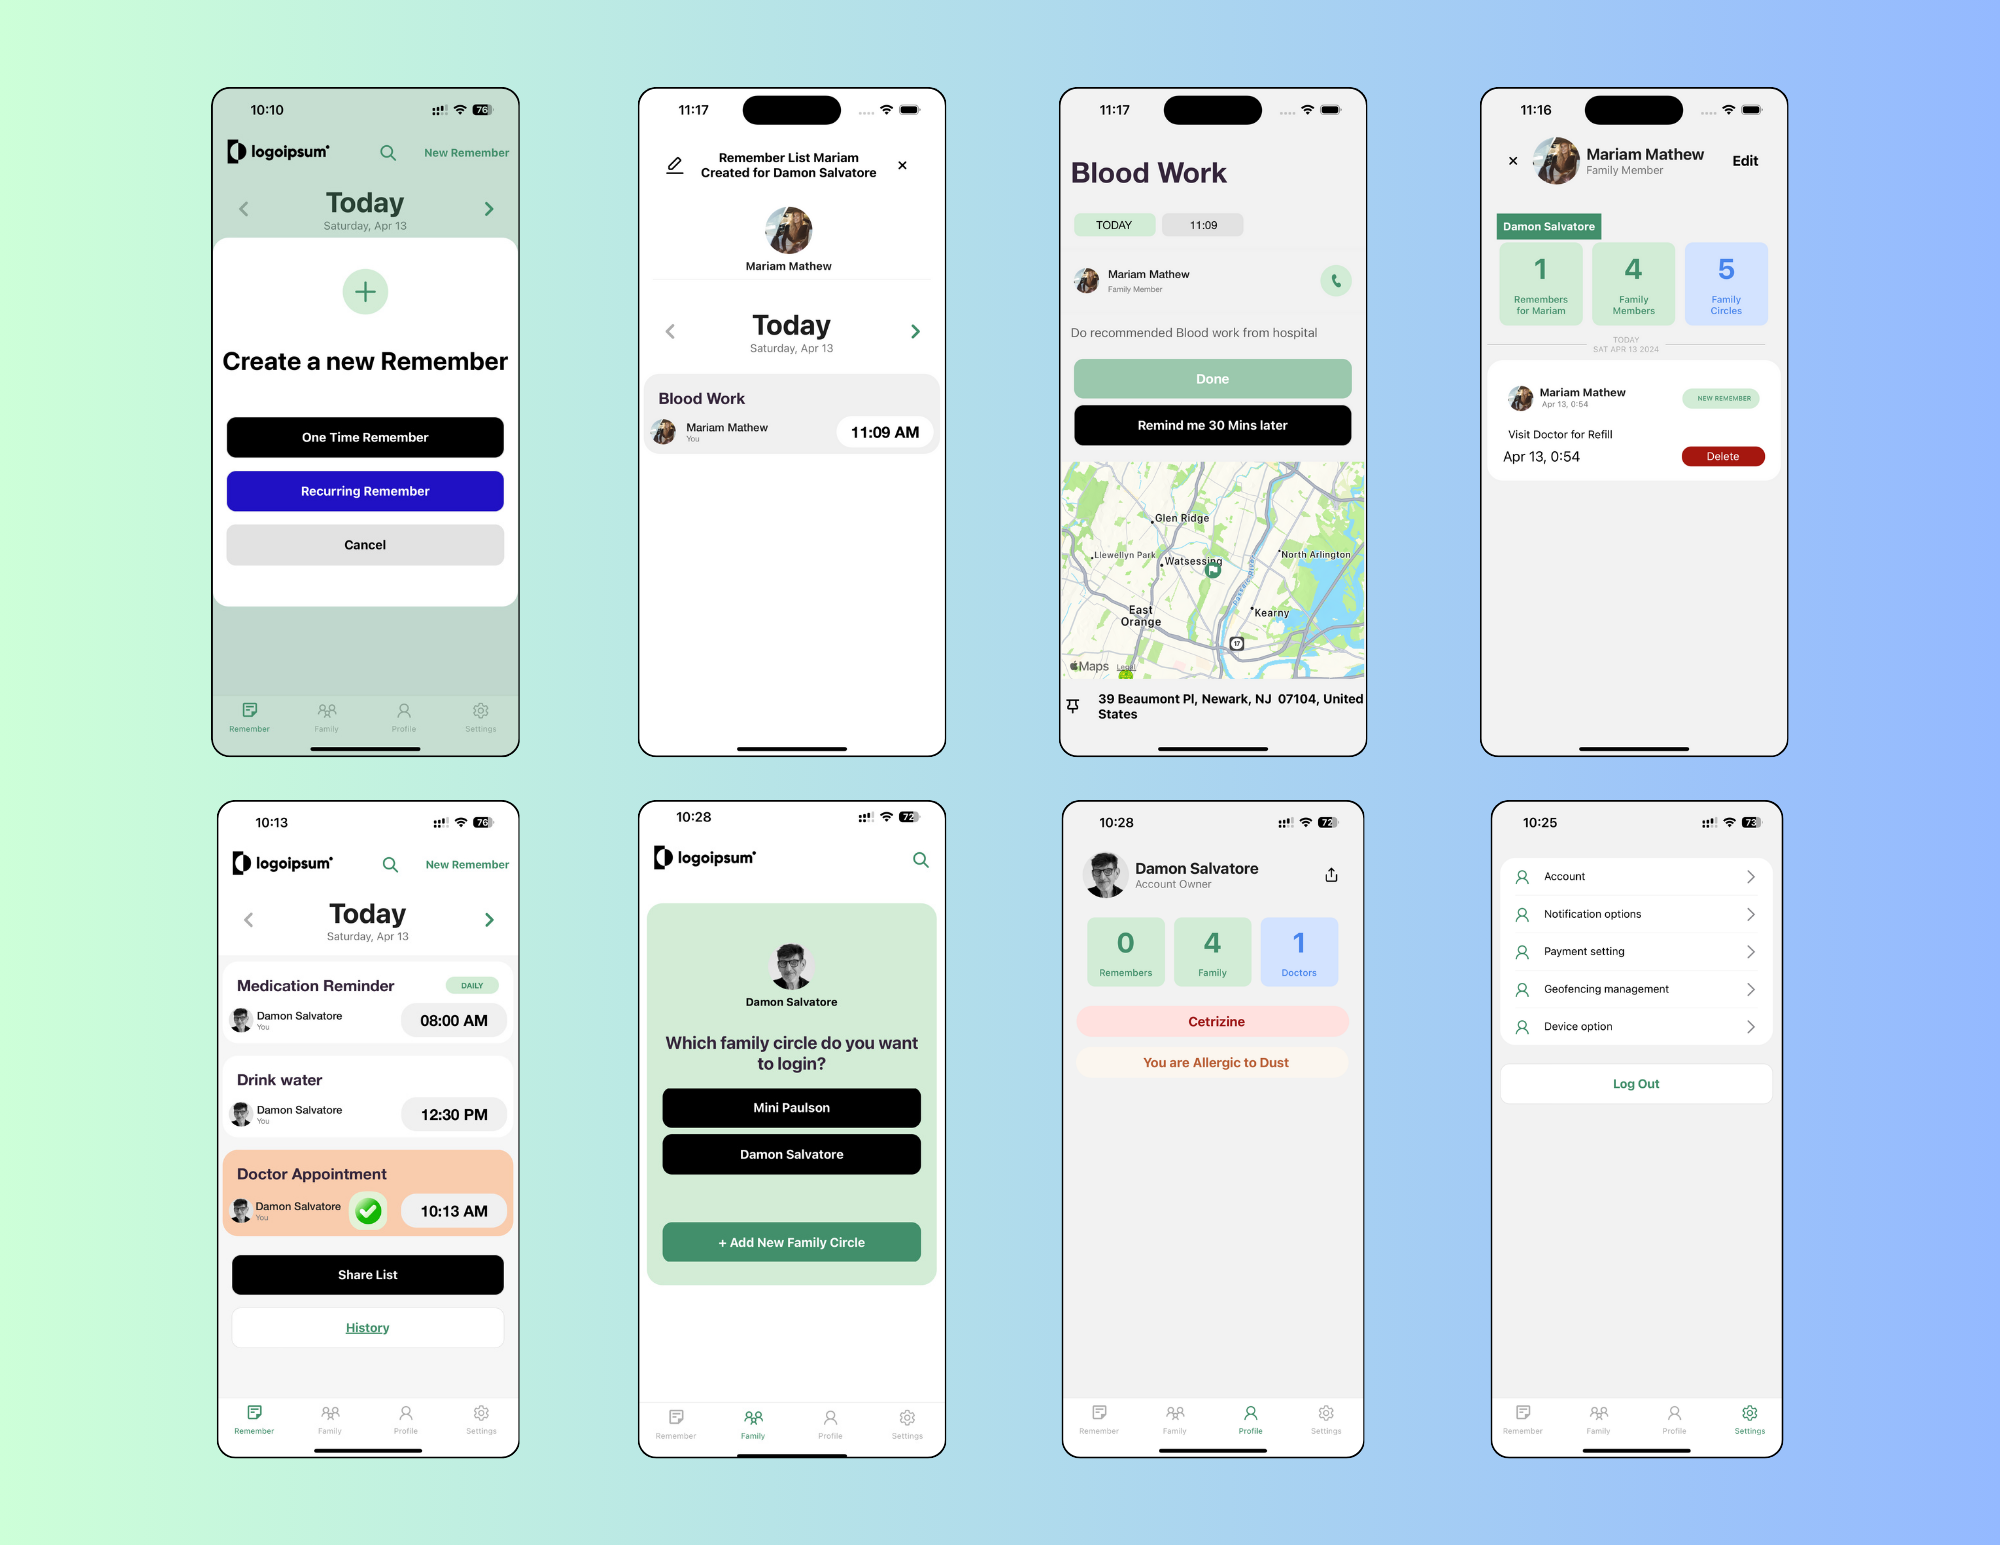 10:10
76
logoipsum
New Remember
Today
Saturday, Apr 13
Create a new Remember
One Time Remember
Recurring Remember
Cancel
Remember
Family
Profile
Settings
11:17
Remember List Mariam
Created for Damon Salvatore
Mariam Mathew
Today
Saturday, Apr 13
Blood Work
Mariam Mathew
You
11:09 AM
11:17
Blood Work
TODAY
11:09
Mariam Mathew
Family Member
Do recommended Blood work from hospital
Done
Remind me 30 Mins later
Glen Ridge
Llewellyn Park
Watsessing
North Arlington
Passaic River
East
Orange
Kearny
17
Maps
Legal
39 Beaumont Pl, Newark, NJ 07104, United
States
11:16
Mariam Mathew
Family Member
Edit
Damon Salvatore
1
Remembers
for Mariam
4
Family
Members
5
Family
Circles
TODAY
SAT APR 13 2024
Mariam Mathew
Apr 13, 0:54
NEW REMEMBER
Visit Doctor for Refill
Apr 13, 0:54
Delete
10:13
76
logoipsum
New Remember
Today
Saturday, Apr 13
Medication Reminder
DAILY
Damon Salvatore
You
08:00 AM
Drink water
Damon Salvatore
You
12:30 PM
Doctor Appointment
Damon Salvatore
You
10:13 AM
Share List
History
Remember
Family
Profile
Settings
10:28
72
logoipsum
Damon Salvatore
Which family circle do you want
to login?
Mini Paulson
Damon Salvatore
+ Add New Family Circle
Remember
Family
Profile
Settings
10:28
72
Damon Salvatore
Account Owner
0
Remembers
4
Family
1
Doctors
Cetrizine
You are Allergic to Dust
Remember
Family
Profile
Settings
10:25
73
Account
Notification options
Payment setting
Geofencing management
Device option
Log Out
Remember
Family
Profile
Settings